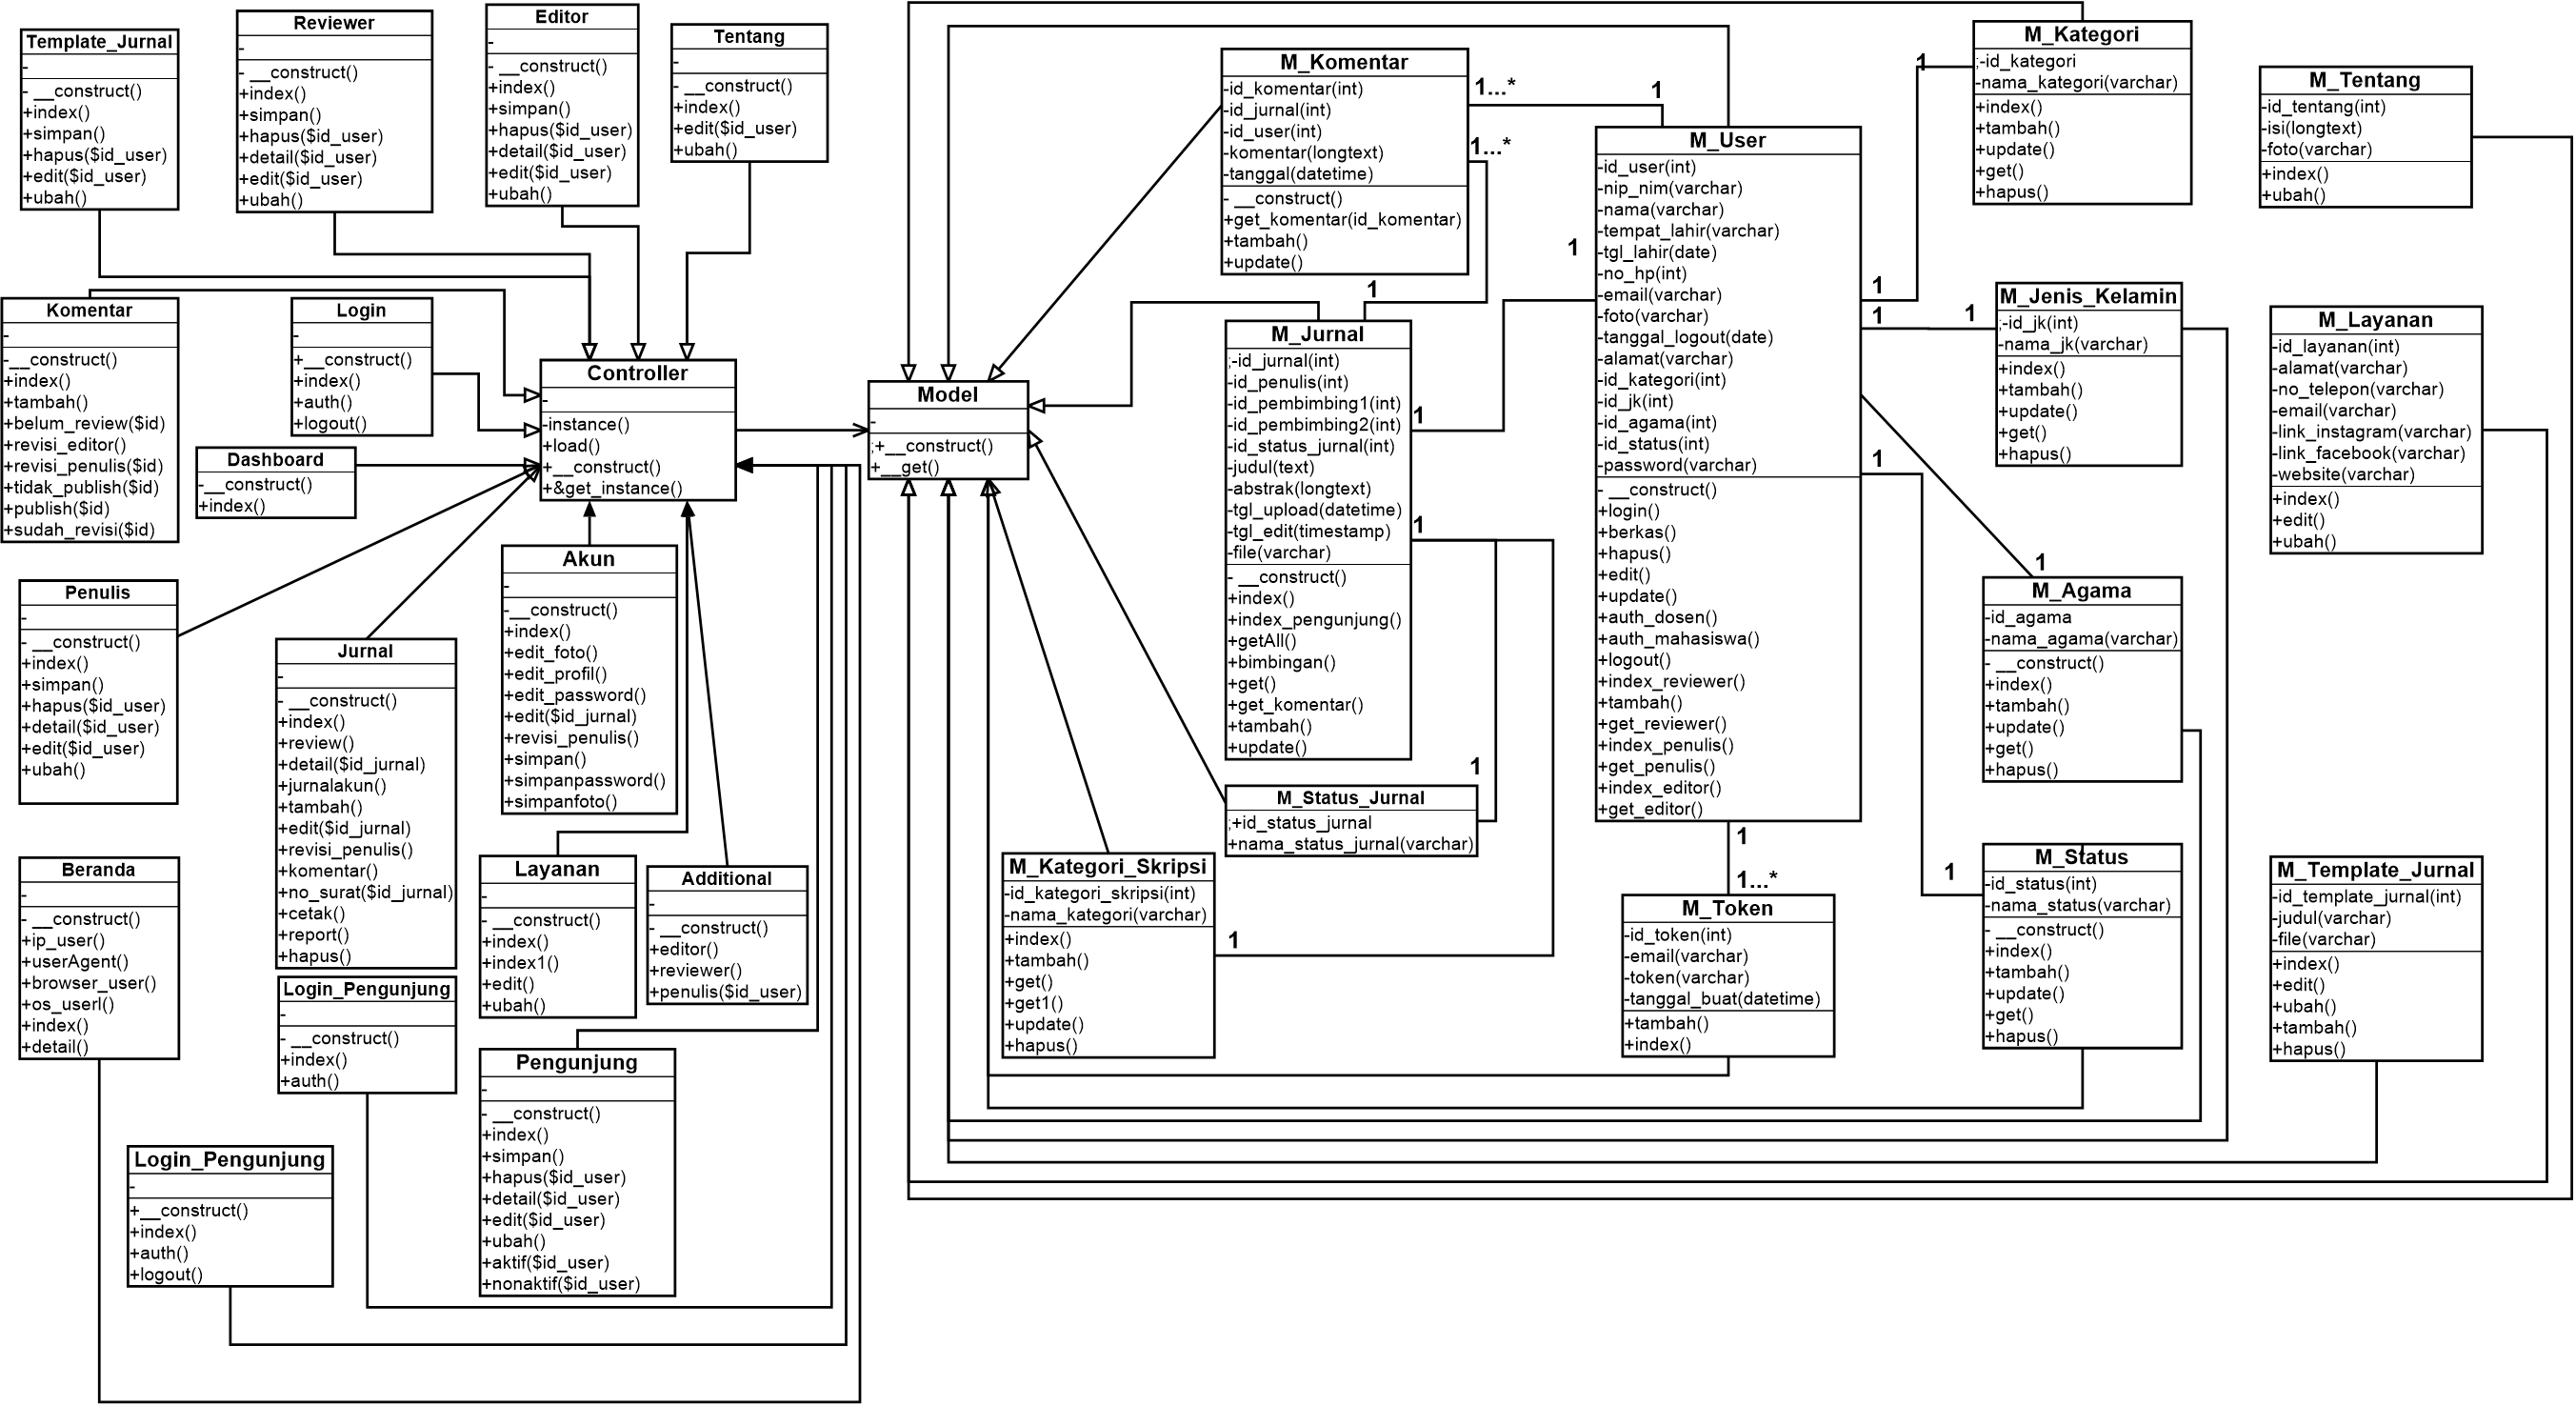 Template_Jurnal
-
- __construct()
+index()
+simpan()
+hapus($id_user)
+edit($id_user)
+ubah()
Reviewer
-
- __construct()
+index()
+simpan()
+hapus($id_user)
+detail($id_user)
+edit($id_user)
+ubah()
Editor
-
- __construct()
+index()
+simpan()
+hapus($id_user)
+detail($id_user)
+edit($id_user)
+ubah()
Tentang
-
- __construct()
+index()
+edit($id_user)
+ubah()
Komentar
-
-__construct()
+index()
+tambah()
+belum_review($id)
+revisi_editor()
+revisi_penulis($id)
+tidak_publish($id)
+publish($id)
+sudah_revisi($id)
Login
-
+__construct()
+index()
+auth()
+logout()
Dashboard
-__construct()
+index()
Controller
-
-instance()
+load()
+__construct()
+&get_instance()
Penulis
-
- __construct()
+index()
+simpan()
+hapus($id_user)
+detail($id_user)
+edit($id_user)
+ubah()
Jurnal
-
- __construct()
+index()
+review()
+detail($id_jurnal)
+jurnalakun()
+tambah()
+edit($id_jurnal)
+revisi_penulis()
+komentar()
+no_surat($id_jurnal)
+cetak()
+report()
+hapus()
Akun
-
-__construct()
+index()
+edit_foto()
+edit_profil()
+edit_password()
+edit($id_jurnal)
+revisi_penulis()
+simpan()
+simpanpassword()
+simpanfoto()
Beranda
-
- __construct()
+ip_user()
+userAgent()
+browser_user()
+os_userl()
+index()
+detail()
Layanan
-
- __construct()
+index()
+index1()
+edit()
+ubah()
Additional
-
- __construct()
+editor()
+reviewer()
+penulis($id_user)
Login_Pengunjung
-
- __construct()
+index()
+auth()
Pengunjung
-
- __construct()
+index()
+simpan()
+hapus($id_user)
+detail($id_user)
+edit($id_user)
+ubah()
+aktif($id_user)
+nonaktif($id_user)
Login_Pengunjung
-
+__construct()
+index()
+auth()
+logout()
Model
-
;+__construct()
+__get()
M_Komentar
-id_komentar(int)
-id_jurnal(int)
-id_user(int)
-komentar(longtext)
-tanggal(datetime)
- __construct()
+get_komentar(id_komentar)
+tambah()
+update()
1...*
1
1...*
1
M_Jurnal
;-id_jurnal(int)
-id_penulis(int)
-id_pembimbing1(int)
-id_pembimbing2(int)
-id_status_jurnal(int)
-judul(text)
-abstrak(longtext)
-tgl_upload(datetime)
-tgl_edit(timestamp)
-file(varchar)
- __construct()
+index()
+index_pengunjung()
+getAll()
+bimbingan()
+get()
+get_komentar()
+tambah()
+update()
1
1
1
1
M_Status_Jurnal
;+id_status_jurnal
+nama_status_jurnal(varchar)
M_Kategori_Skripsi
-id_kategori_skripsi(int)
-nama_kategori(varchar)
+index()
+tambah()
+get()
+get1()
+update()
+hapus()
1
M_User
-id_user(int)
-nip_nim(varchar)
-nama(varchar)
-tempat_lahir(varchar)
-tgl_lahir(date)
-no_hp(int)
-email(varchar)
-foto(varchar)
-tanggal_logout(date)
-alamat(varchar)
-id_kategori(int)
-id_jk(int)
-id_agama(int)
-id_status(int)
-password(varchar)
- __construct()
+login()
+berkas()
+hapus()
+edit()
+update()
+auth_dosen()
+auth_mahasiswa()
+logout()
+index_reviewer()
+tambah()
+get_reviewer()
+index_penulis()
+get_penulis()
+index_editor()
+get_editor()
1
1...*
M_Token
-id_token(int)
-email(varchar)
-token(varchar)
-tanggal_buat(datetime)
+tambah()
+index()
1
1
1
1
1
1
1
M_Kategori
;-id_kategori
-nama_kategori(varchar)
+index()
+tambah()
+update()
+get()
+hapus()
M_Jenis_Kelamin
;-id_jk(int)
-nama_jk(varchar)
+index()
+tambah()
+update()
+get()
+hapus()
M_Agama
-id_agama
-nama_agama(varchar)
- __construct()
+index()
+tambah()
+update()
+get()
+hapus()
M_Status
-id_status(int)
-nama_status(varchar)
- __construct()
+index()
+tambah()
+update()
+get()
+hapus()
M_Tentang
-id_tentang(int)
-isi(longtext)
-foto(varchar)
+index()
+ubah()
M_Layanan
-id_layanan(int)
-alamat(varchar)
-no_telepon(varchar)
-email(varchar)
-link_instagram(varchar)
-link_facebook(varchar)
-website(varchar)
+index()
+edit()
+ubah()
M_Template_Jurnal
-id_template_jurnal(int)
-judul(varchar)
-file(varchar)
+index()
+edit()
+ubah()
+tambah()
+hapus()